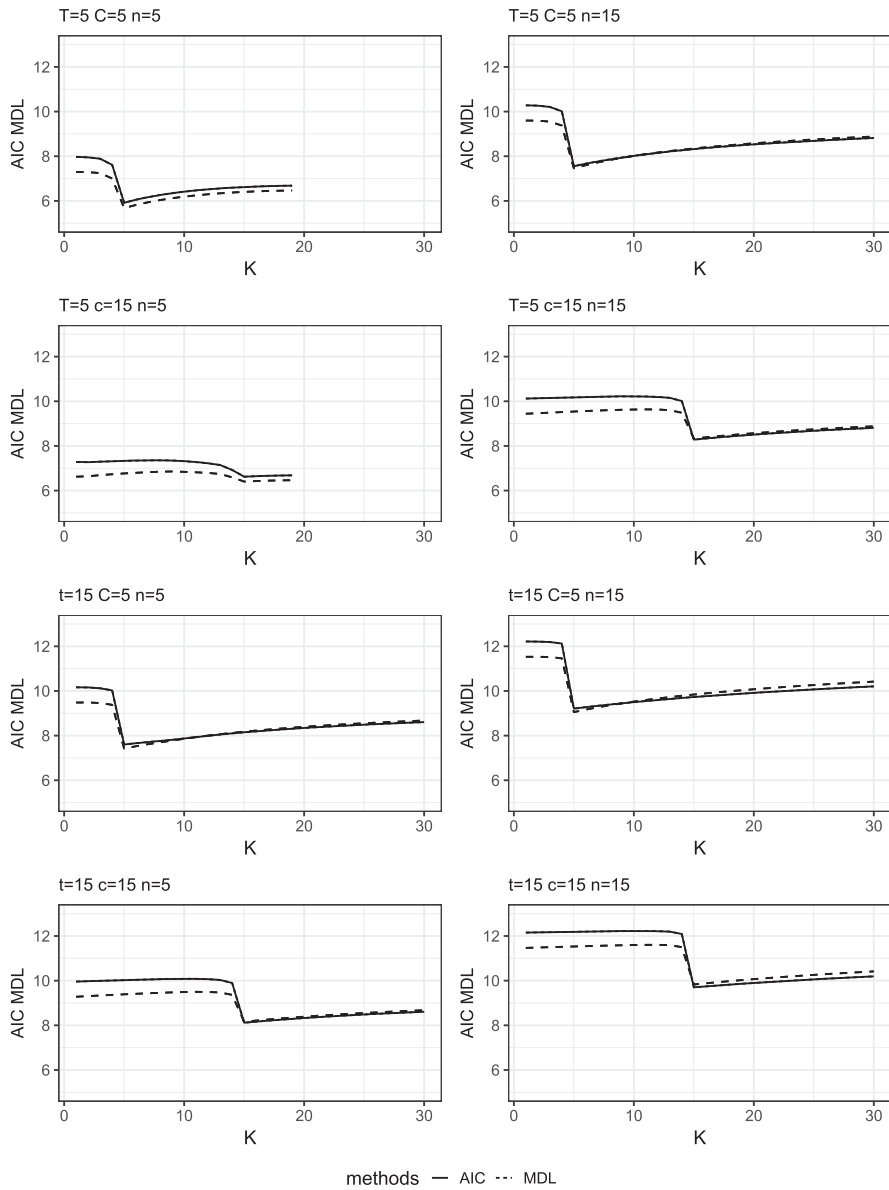 T=5 C=5 n=5
T=5 C=5 n=15
AIC MDL
12
10
8
6
0 10 20 30
K
AIC MDL
12
10
8
6
0 10 20 30
K
T=5 c=15 n=5
T=5 c=15 n=15
AIC MDL
12
10
8
6
0 10 20 30
K
AIC MDL
12
10
8
6
0 10 20 30
K
t=15 C=5 n=5
t=15 C=5 n=15
AIC MDL
12
10
8
6
0 10 20 30
K
AIC MDL
12
10
8
6
0 10 20 30
K
t=15 c=15 n=5
t=15 c=15 n=15
AIC MDL
12
10
8
6
0 10 20 30
K
AIC MDL
12
10
8
6
0 10 20 30
K
methods AIC MDL